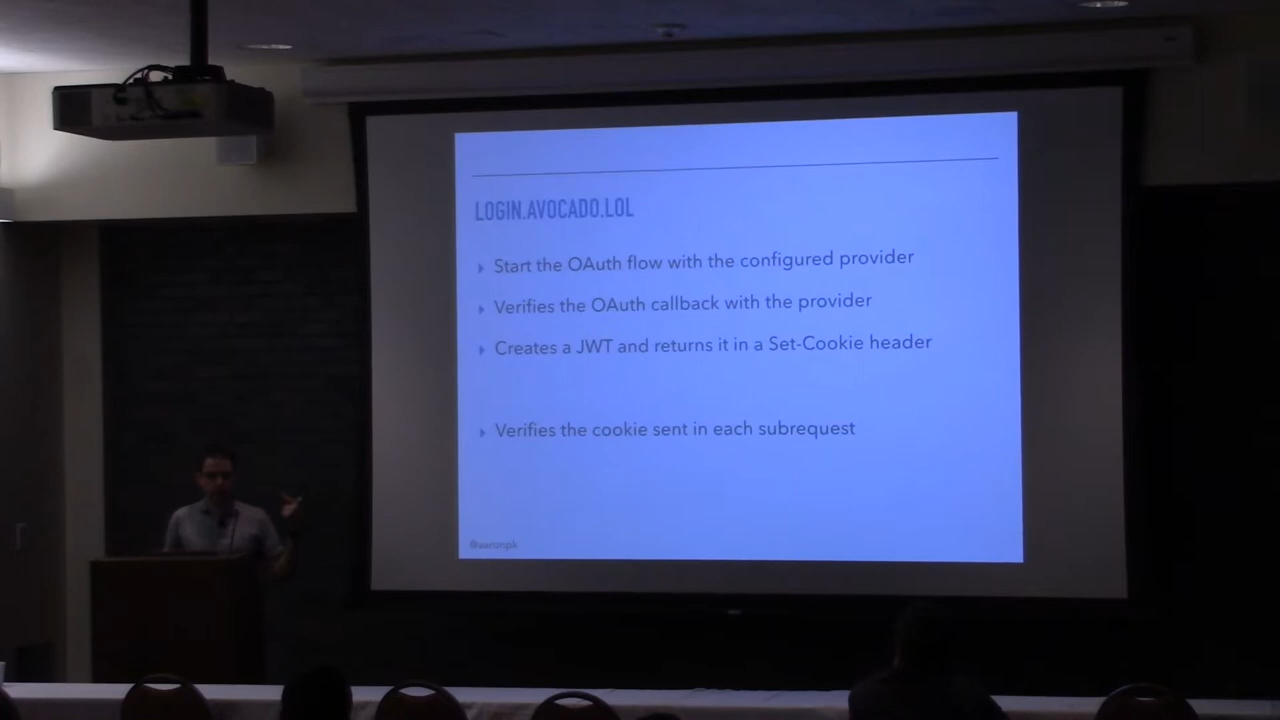 LOGIN.AVOCADO.LOL
Start the OAuth flow with the configured provider
Verifies the OAuth callback with the provider
Creates a JWT and returns it in a Set-Cookie header
Verifies the cookie sent in each subrequest
@aaronpk